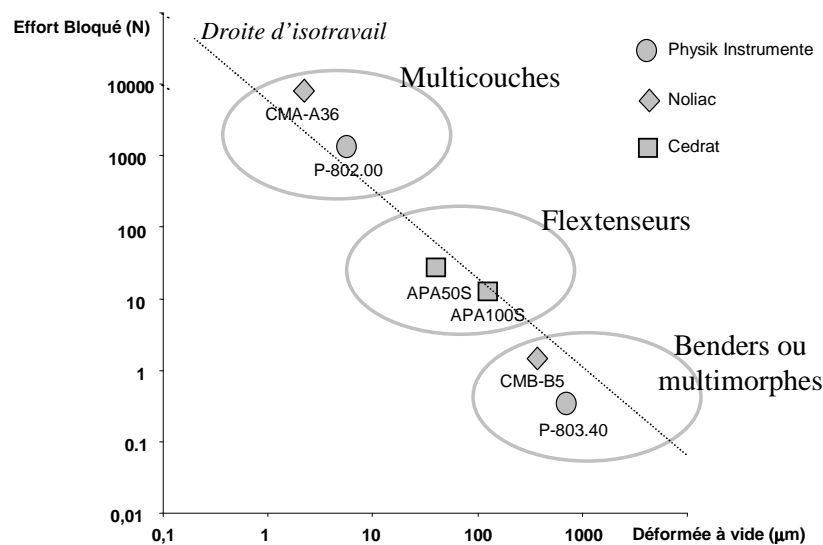 Effort Bloqué (N)
Droite d'isotravail
Physik Instrumente
Noliac
Cedrat
10000
1000
100
10
1
0.1
0,01
Multicouches
CMA-A36
P-802.00
Flextenseurs
APA50S
APA100S
Benders ou
multimorphes
CMB-B5
P-803.40
0,1
1
10
100
1000
Déformée à vide (µm)